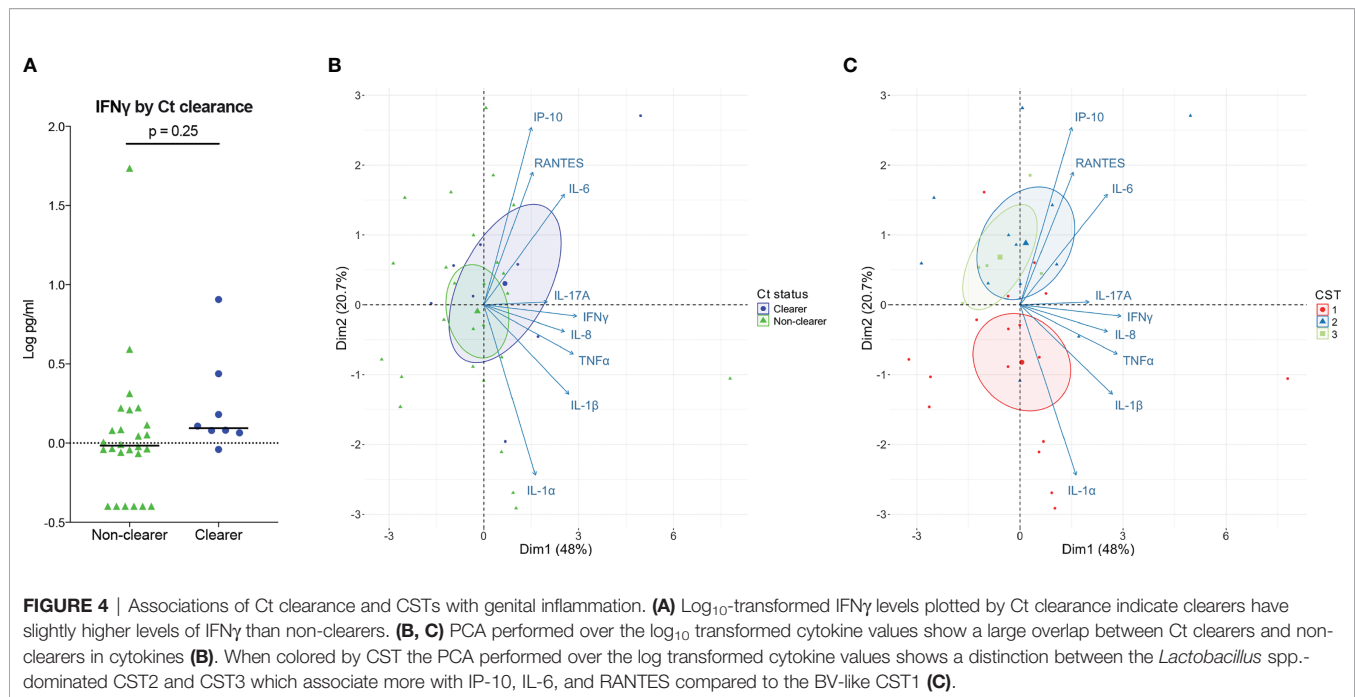 A
IFNγ by Ct clearance
p = 0.25
Log pg/ml
2.0
1.5
1.0
0.5
0.0
-0.5
Non-clearer
Clearer
B
Dim2 (20.7%)
3
2
1
0
-1
-2
-3
IP-10
RANTES
IL-6
IL-17A
IFNγ
IL-8
TNFα
IL-1β
IL-1α
-3
0
3
6
Dim1 (48%)
Ct status
Clearer
Non-clearer
C
Dim2 (20.7%)
3
2
1
0
-1
-2
-3
IP-10
RANTES
IL-6
IL-17A
IFNγ
IL-8
TNFα
IL-1β
IL-1α
-3
0
3
6
Dim1 (48%)
CST
1
2
3
FIGURE 4 | Associations of Ct clearance and CSTs with genital inflammation. (A) Log10-transformed IFNγ levels plotted by Ct clearance indicate clearers have
slightly higher levels of IFNγ than non-clearers. (B, C) PCA performed over the log10 transformed cytokine values show a large overlap between Ct clearers and non-
clearers in cytokines (B). When colored by CST the PCA performed over the log transformed cytokine values shows a distinction between the Lactobacillus spp.-
dominated CST2 and CST3 which associate more with IP-10, IL-6, and RANTES compared to the BV-like CST1 (C).